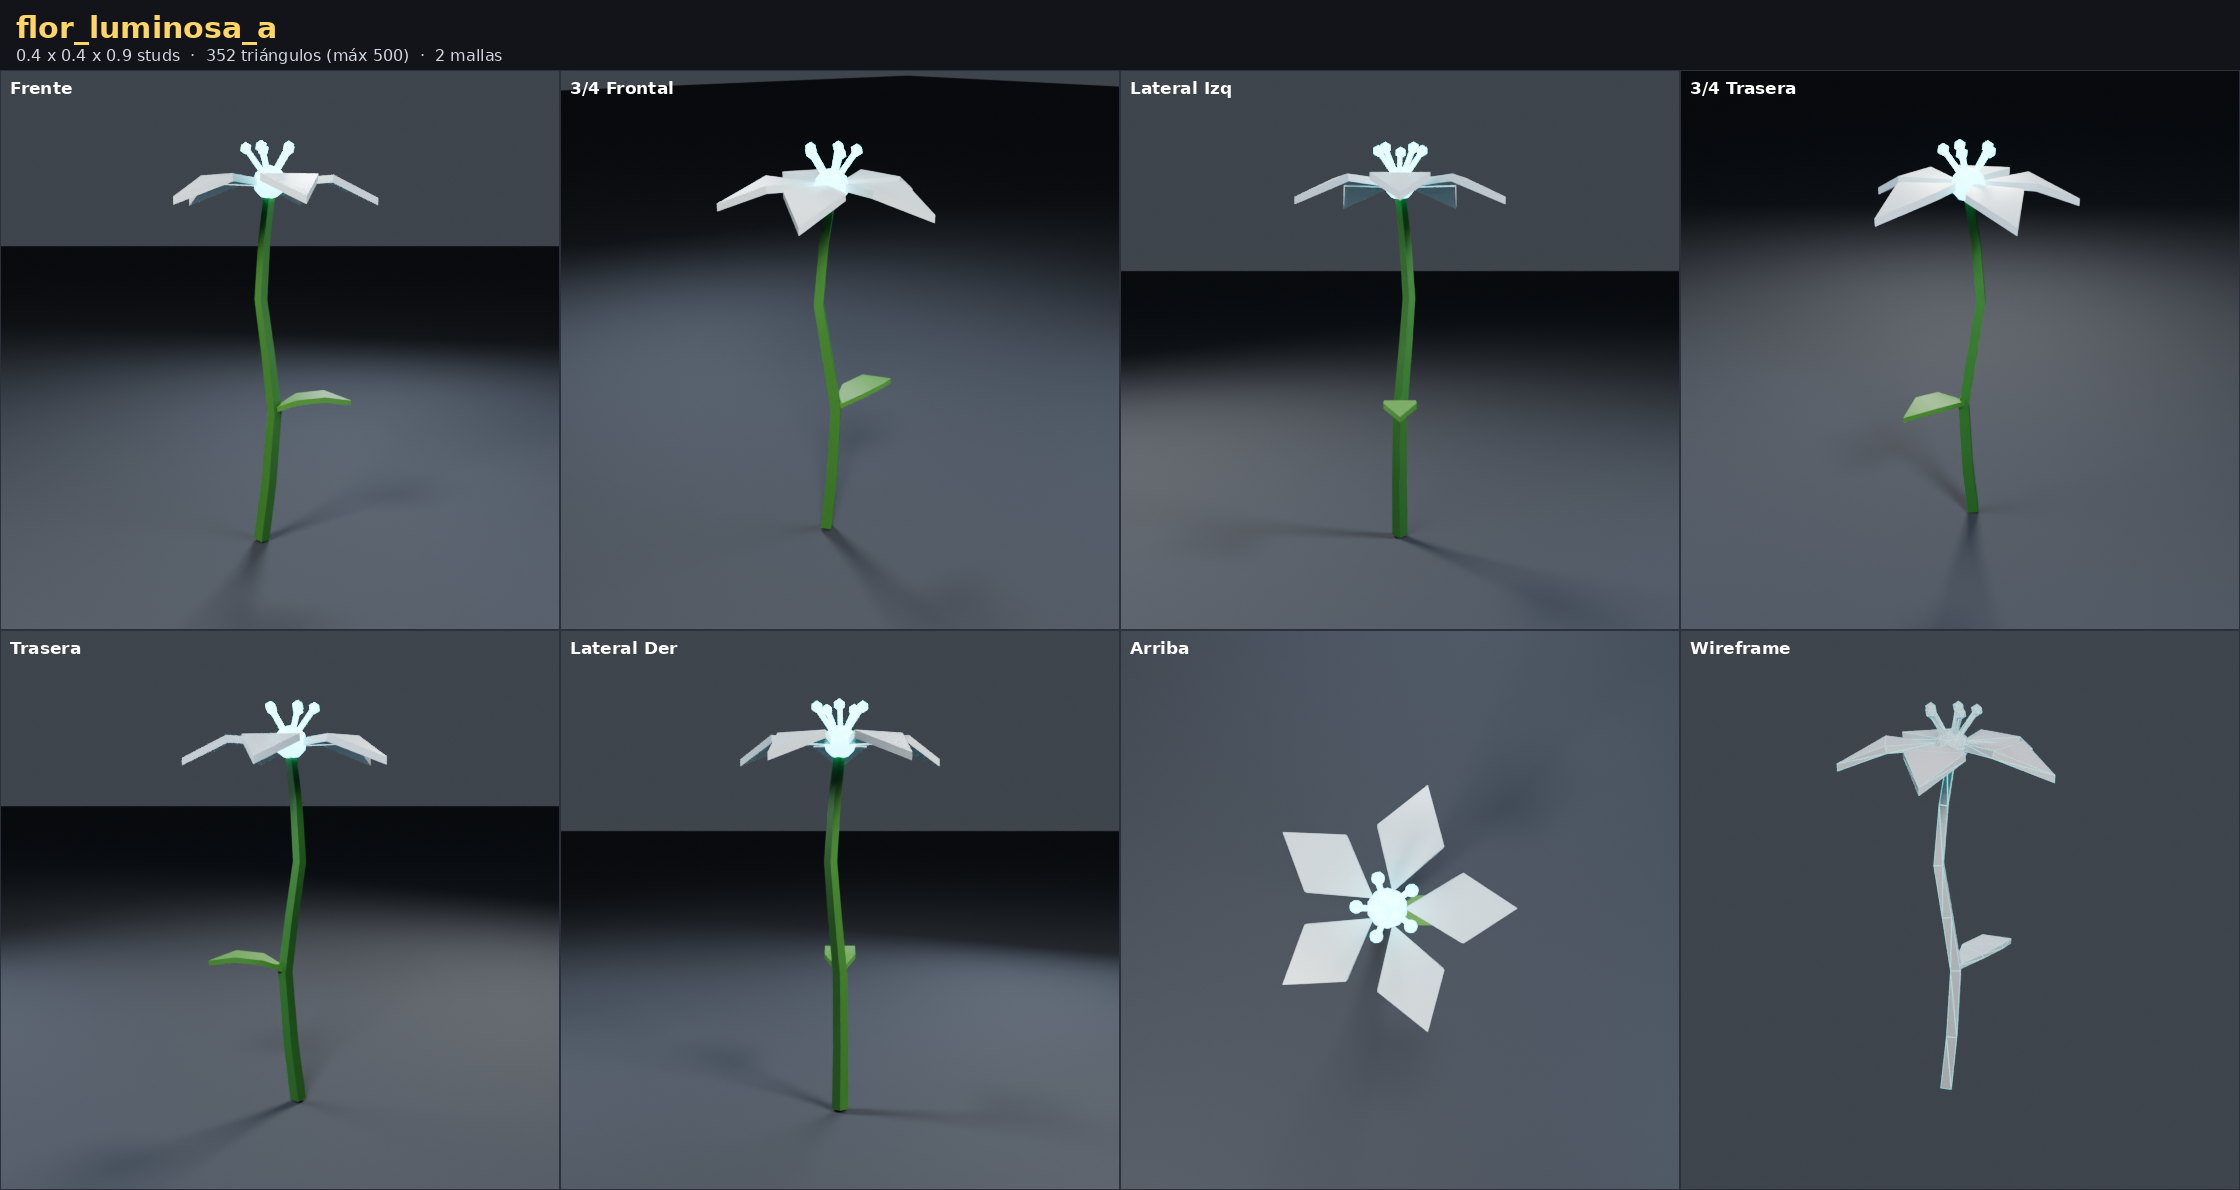 flor_luminosa_a
0.4 x 0.4 x 0.9 studs · 352 triángulos (máx 500) · 2 mallas
Frente
3/4 Frontal
Lateral Izq
3/4 Trasera
Trasera
Lateral Der
Arriba
Wireframe